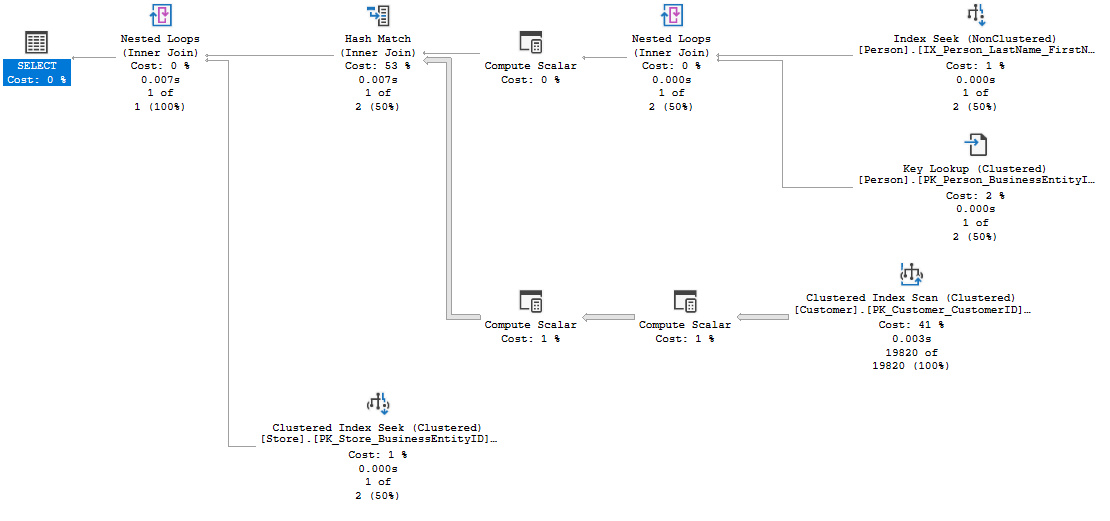 SELECT
Cost: 0 %
Nested Loops
(Inner Join)
Cost: 0 %
0.007s
1 of
1 (100%)
Hash Match
(Inner Join)
Cost: 53 %
0.007s
1 of
2 (50%)
Compute Scalar
Cost: 0 %
Nested Loops
(Inner Join)
Cost: 0 %
0.000s
1 of
2 (50%)
Index Seek (NonClustered)
[Person].[IX_Person_LastName_FirstN…
Cost: 1 %
0.000s
1 of
2 (50%)
Key Lookup (Clustered)
[Person].[PK_Person_BusinessEntityI…
Cost: 2 %
0.000s
1 of
2 (50%)
Compute Scalar
Cost: 1 %
Compute Scalar
Cost: 1 %
Clustered Index Scan (Clustered)
[Customer].[PK_Customer_CustomerID]…
Cost: 41 %
0.003s
19820 of
19820 (100%)
Clustered Index Seek (Clustered)
[Store].[PK_Store_BusinessEntityID]…
Cost: 1 %
0.000s
1 of
2 (50%)